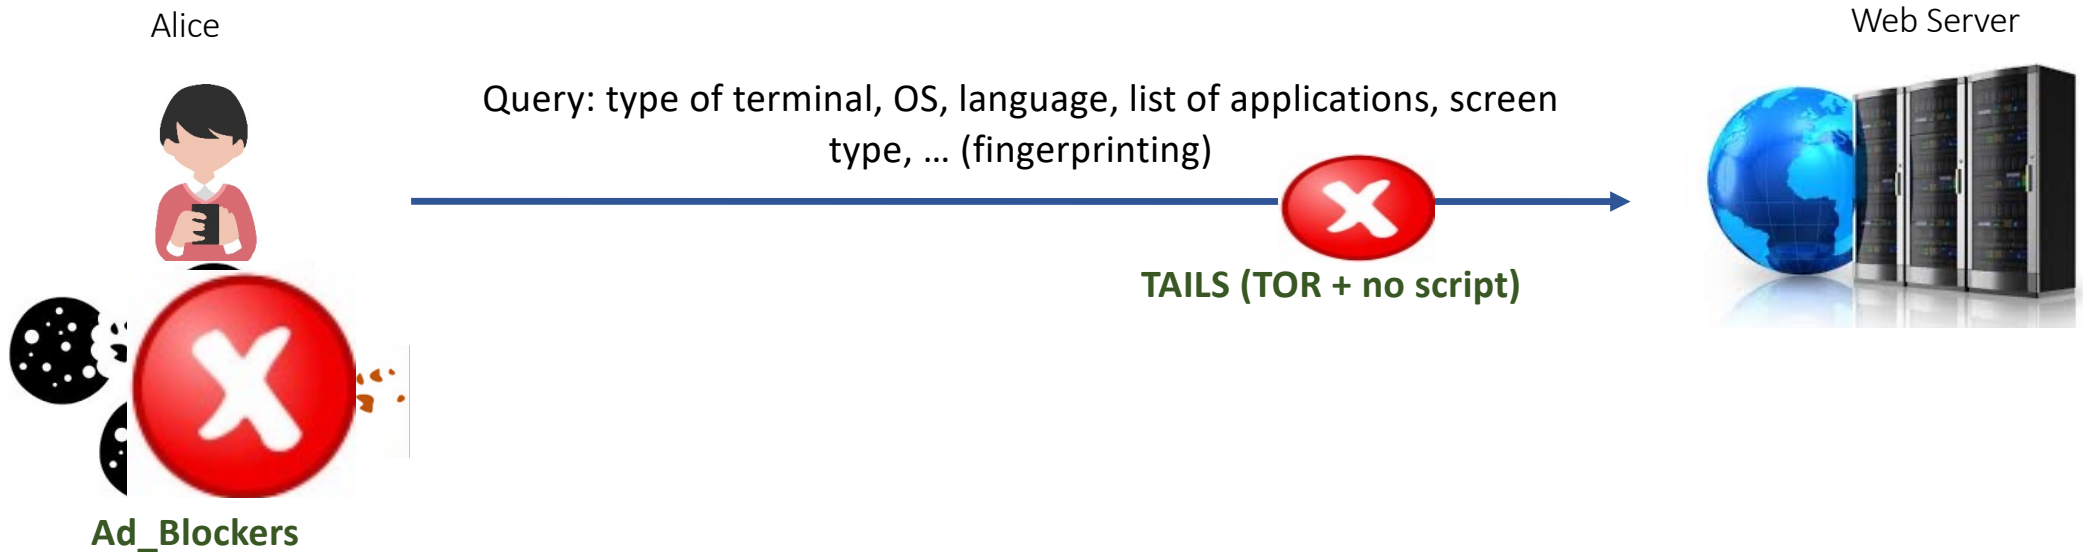 Alice
Web Server
Query: type of terminal, OS, language, list of applications, screen
type, … (fingerprinting)
TAILS (TOR + no script)
Ad_Blockers